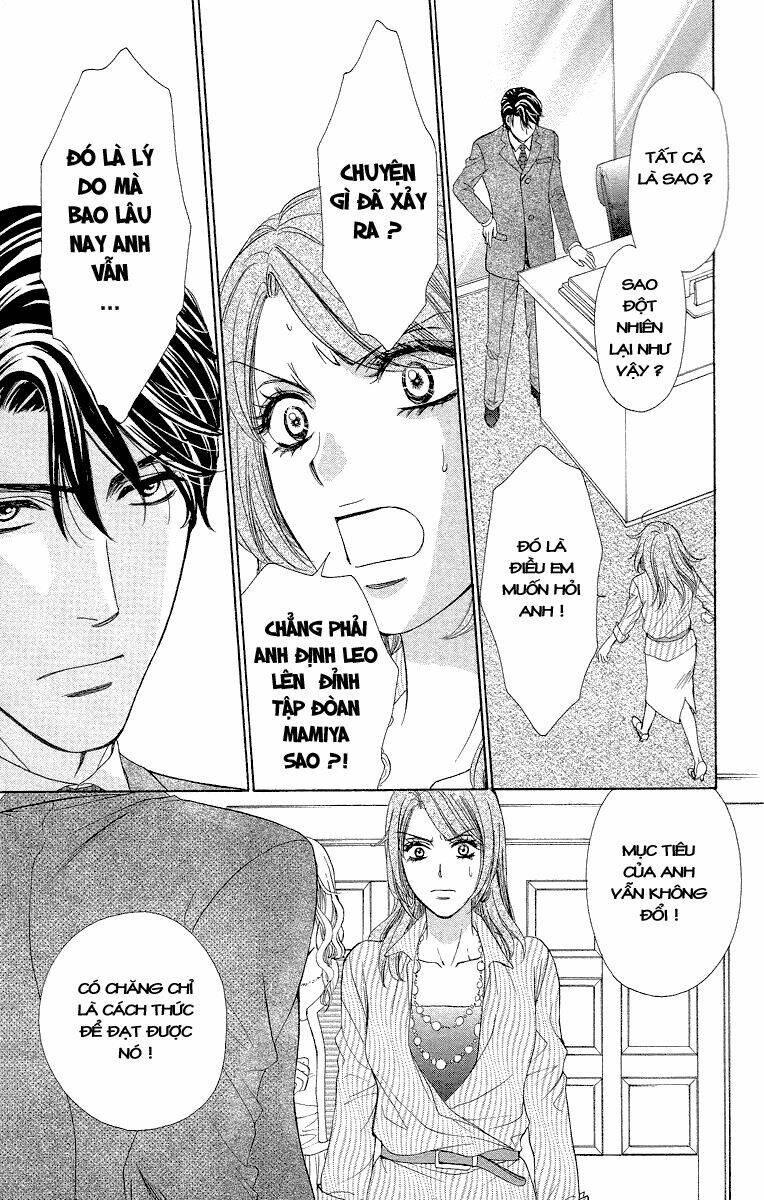 TẤT CẢ
LÀ SAO ?
SAO
ĐỘT
NHIÊN
LẠI NHƯ
VẬY ?
ĐÓ LÀ
ĐIỀU EM
MUỐN HỎI
ANH !
CHUYỆN
GÌ ĐÃ XẢY
RA ?
CHẲNG PHẢI
ANH ĐỊNH LEO
LÊN ĐỈNH
TẬP ĐÒAN
MAMIYA
SAO ?!
ĐÓ LÀ LÝ
DO MÀ
BAO LÂU
NAY ANH
VẪN
...
MỤC TIÊU
CỦA ANH
VẪN KHÔNG
ĐỔI !
CÓ CHĂNG CHỈ
LÀ CÁCH THỨC
ĐỂ ĐẠT ĐƯỢC
NÓ !